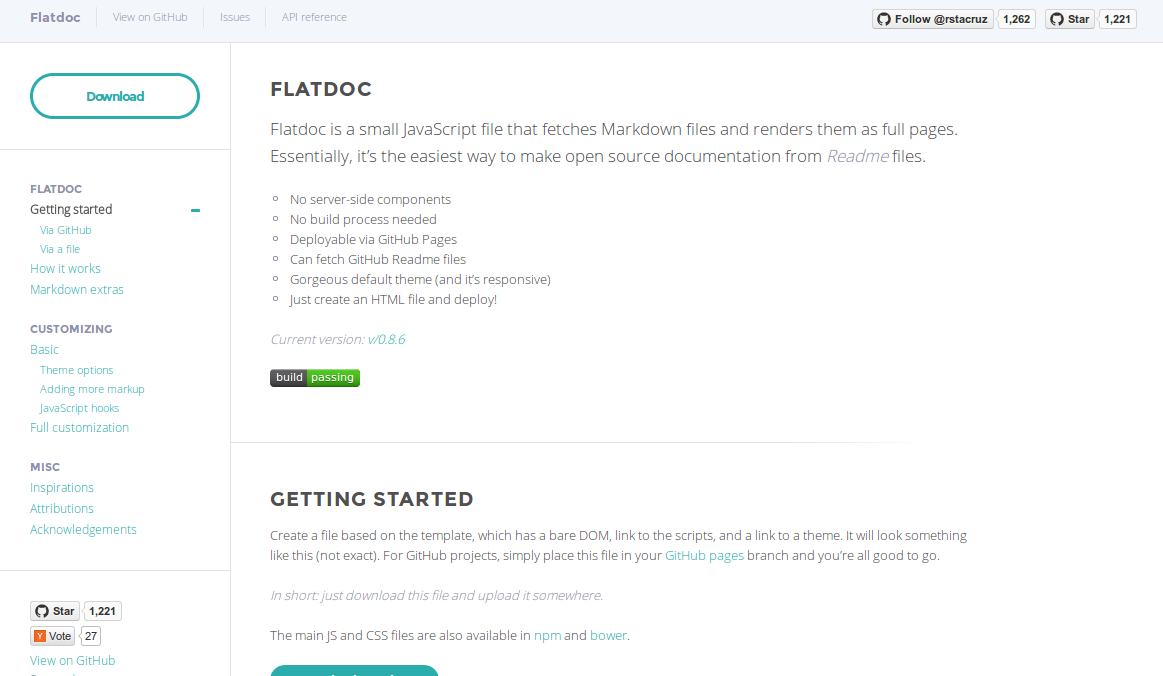 Flatdoc
View on GitHub
Issues
API reference
Follow @rstacruz
1,262
Star
1,221
Download
FLATDOC
Getting started
Via GitHub
Via a file
How it works
Markdown extras
CUSTOMIZING
Basic
Theme options
Adding more markup
JavaScript hooks
Full customization
MISC
Inspirations
Attributions
Acknowledgements
Star
1,221
Y
Vote
27
View on GitHub
FLATDOC
Flatdoc is a small JavaScript file that fetches Markdown files and renders them as full pages.
Essentially, it’s the easiest way to make open source documentation from Readme files.
No server-side components
No build process needed
Deployable via GitHub Pages
Can fetch GitHub Readme files
Gorgeous default theme (and it’s responsive)
Just create an HTML file and deploy!
Current version: v/0.8.6
build passing
GETTING STARTED
Create a file based on the template, which has a bare DOM, link to the scripts, and a link to a theme. It will look something
like this (not exact). For GitHub projects, simply place this file in your GitHub pages branch and you’re all good to go.
In short: just download this file and upload it somewhere.
The main JS and CSS files are also available in npm and bower.